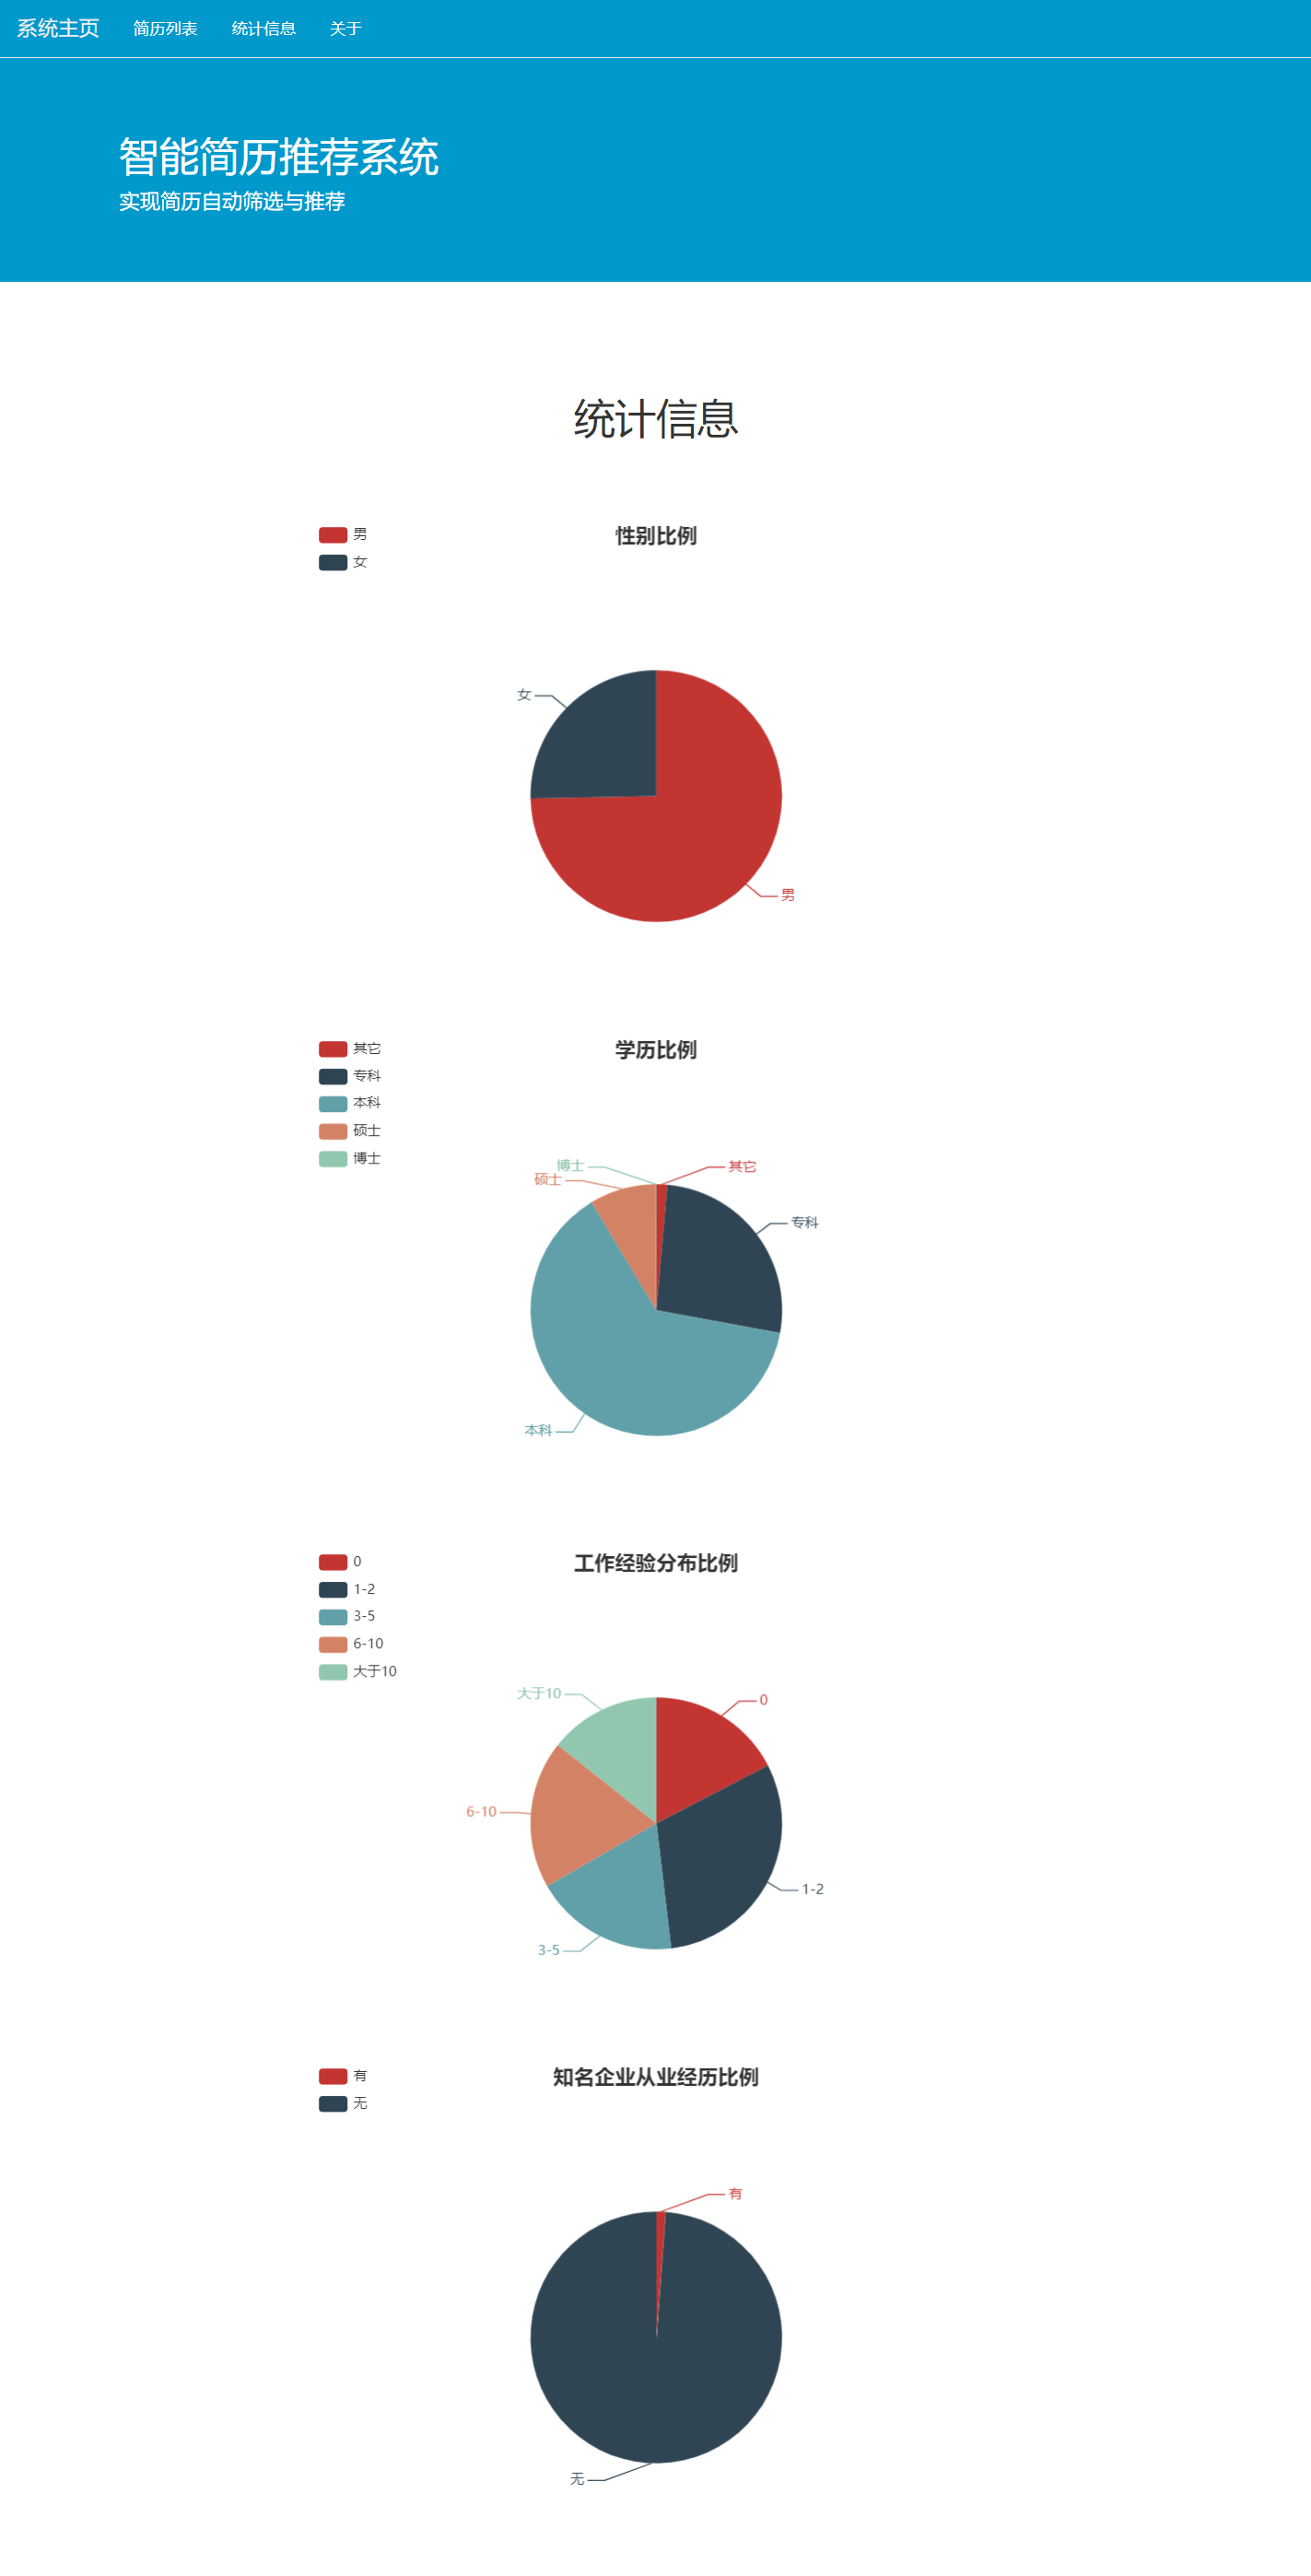 系统主页 简历列表 统计信息 关于
智能简历推荐系统
实现简历自动筛选与推荐
统计信息
性别比例
男
女
女
男
学历比例
其它
专科
本科
硕士
博士
博士
其它
硕士
专科
本科
工作经验分布比例
0
1-2
3-5
6-10
大于10
大于10
0
6-10
1-2
3-5
知名企业从业经历比例
有
无
有
无